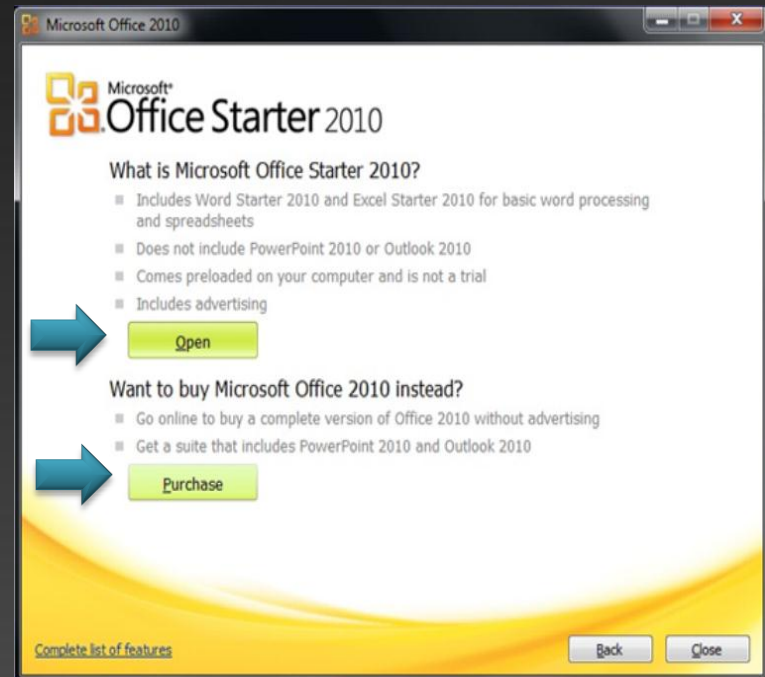 Microsoft Office 2010
Microsoft®
Office Starter 2010
What is Microsoft Office Starter 2010?
Includes Word Starter 2010 and Excel Starter 2010 for basic word processing
and spreadsheets
Does not include PowerPoint 2010 or Outlook 2010
Comes preloaded on your computer and is not a trial
Includes advertising
Open
Want to buy Microsoft Office 2010 instead?
Go online to buy a complete version of Office 2010 without advertising
Get a suite that includes PowerPoint 2010 and Outlook 2010
Purchase
Complete list of features
Back
Close